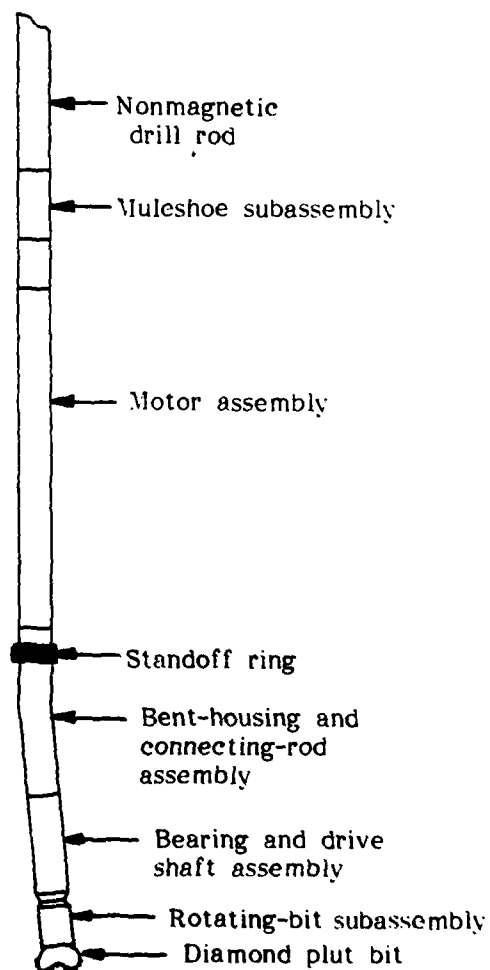 Nonmagnetic
drill rod
Muleshoe subassembly
Motor assembly
Standoff ring
Bent-housing and
connecting-rod
assembly
Bearing and drive
shaft assembly
Rotating-bit subassembly
Diamond plut bit